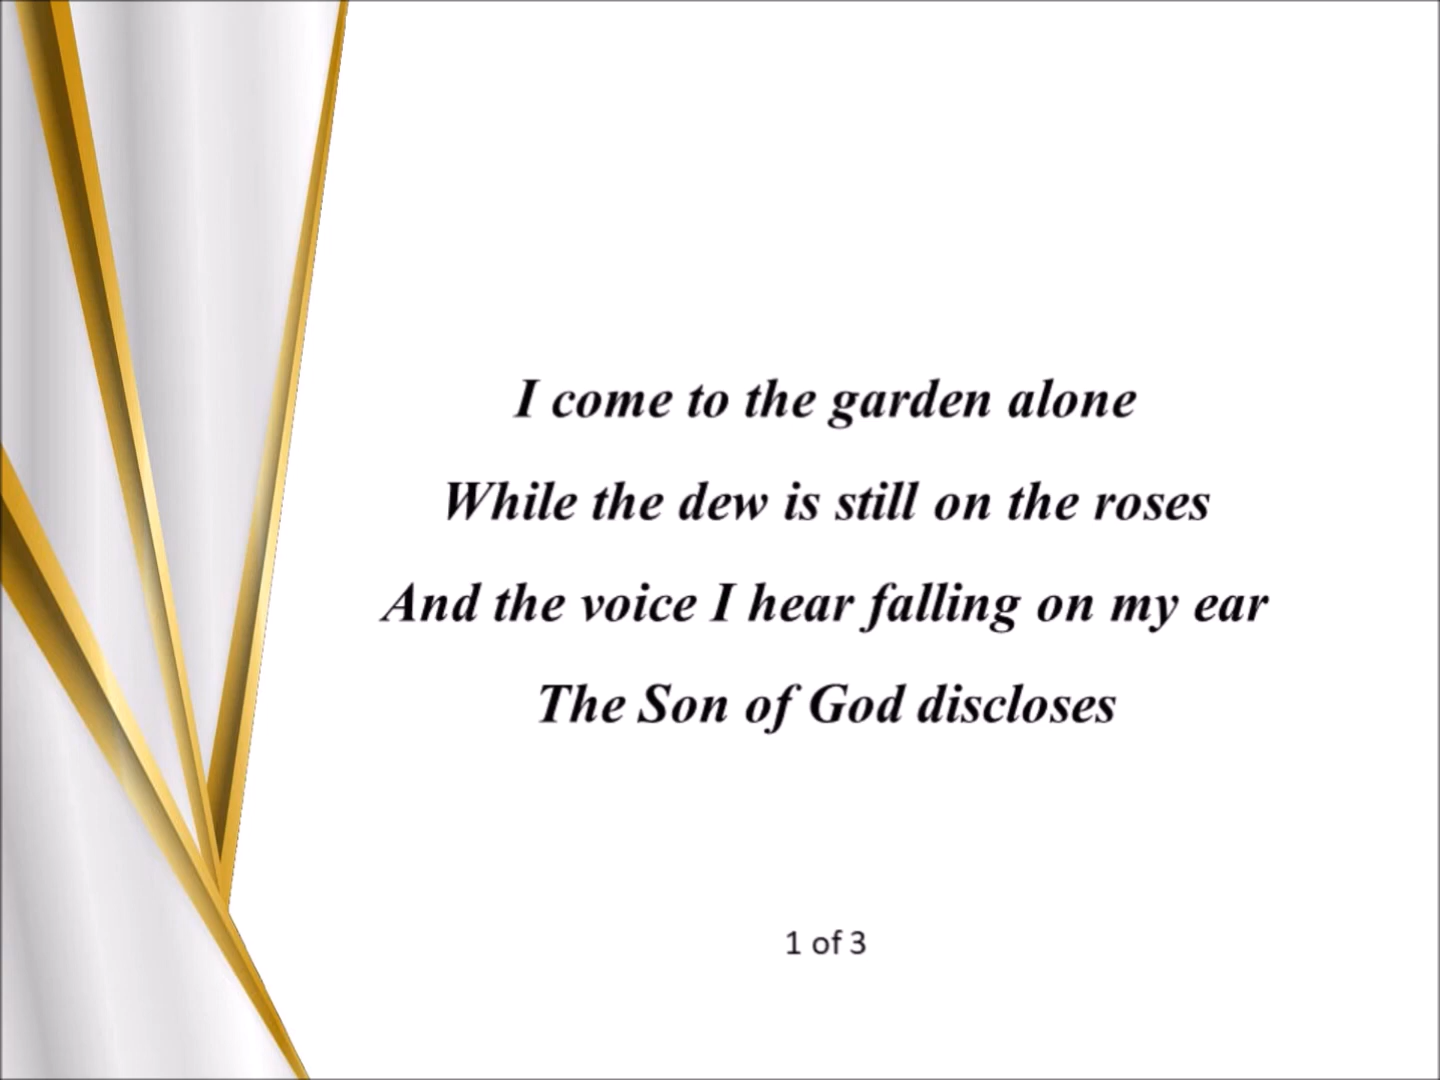 I come to the garden alone
While the dew is still on the roses
And the voice I hear falling on my ear
The Son of God discloses
1 of 3